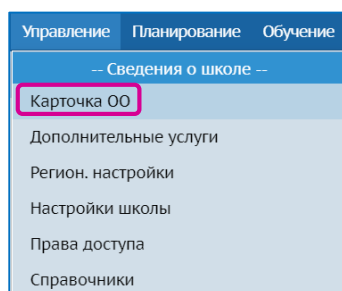 Управление Планирование Обучение
-- Сведения о школе --
Карточка ОО
Дополнительные услуги
Регион. настройки
Настройки школы
Права доступа
Справочники